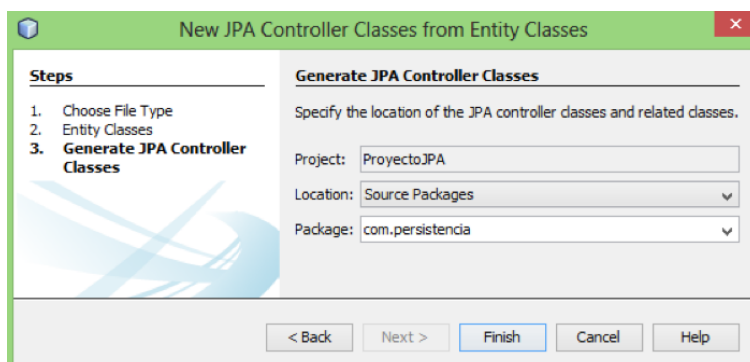 New JPA Controller Classes from Entity Classes
Steps
1. Choose File Type
2. Entity Classes
3. Generate JPA Controller
Classes
Generate JPA Controller Classes
Specify the location of the JPA controller classes and related classes.
Project: ProyectoJPA
Location: Source Packages
Package: com.persistencia
< Back Next > Finish Cancel Help